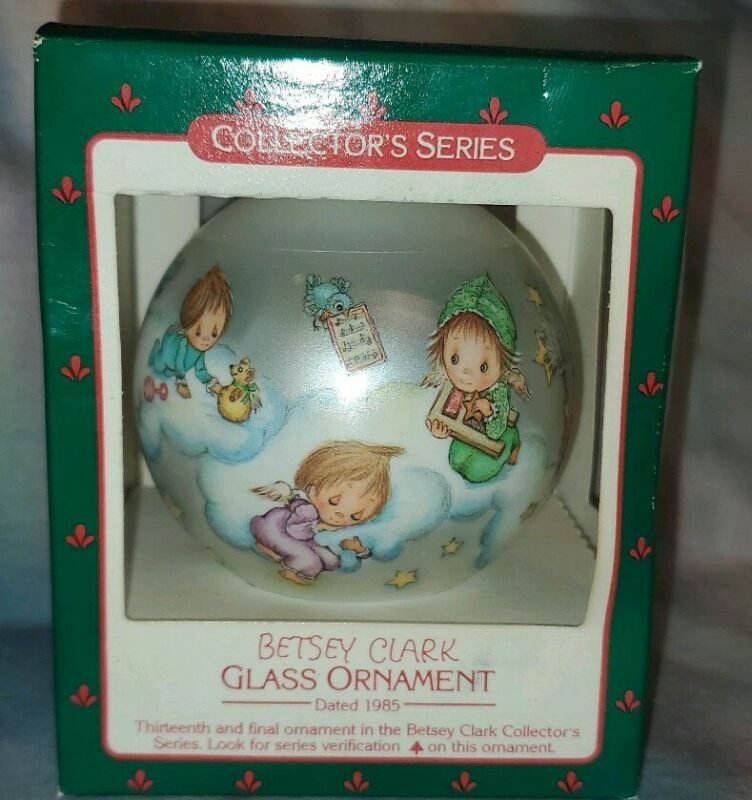 COLLECTOR'S SERIES
BETSEY CLARK
GLASS ORNAMENT
Dated 1985
Thirteenth and final ornament in the Betsey Clark Collector's
Series. Look for series verification on this ornament.